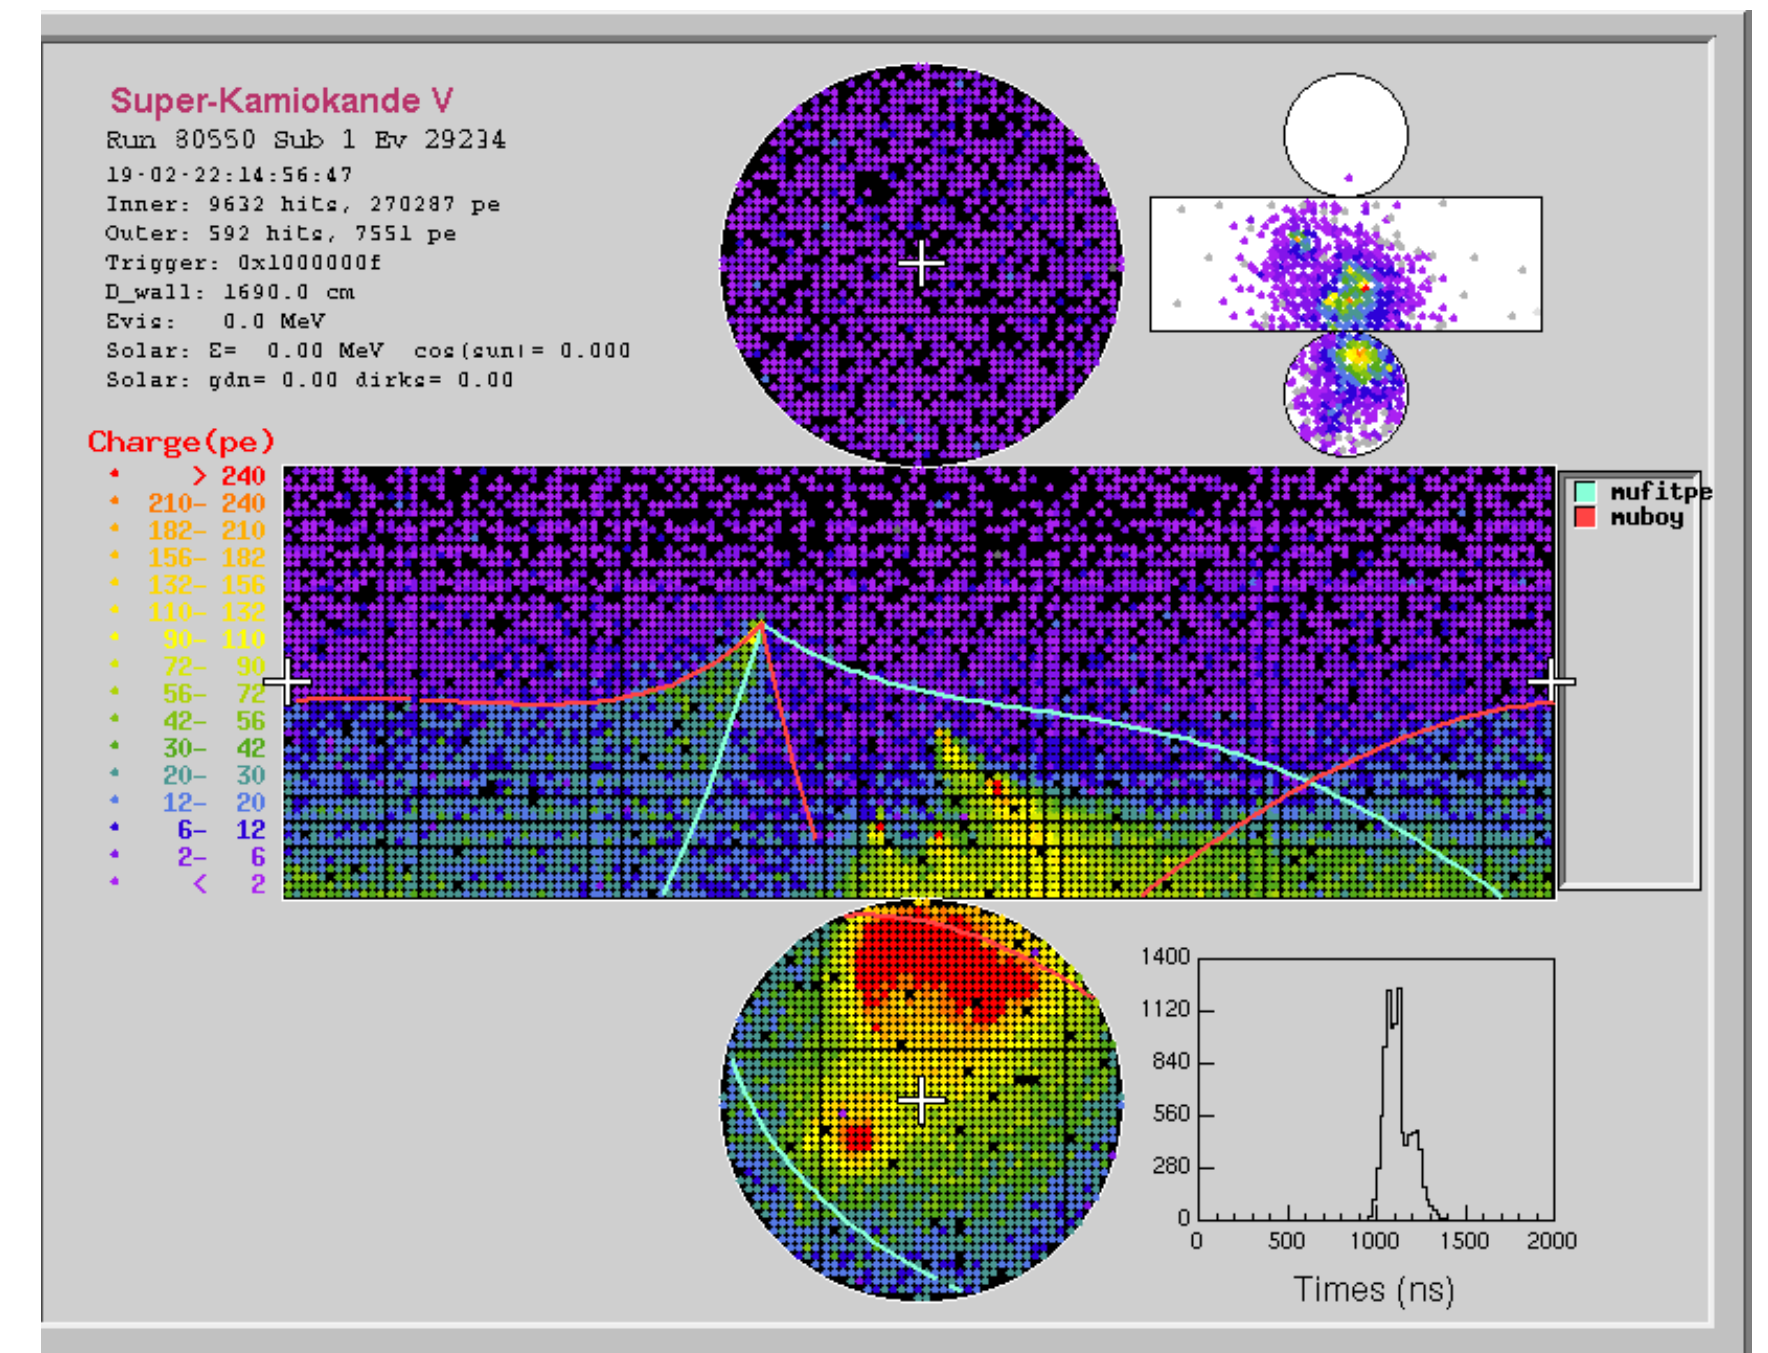 Super-Kamiokande V
Run 80550 Sub 1 Ev 29234
19-02-22:14:56:47
Inner: 9632 hits, 270287 pe
Outer: 592 hits, 7551 pe
Trigger: 0x1000000f
D_wall: 1690.0 cm
Evis: 0.0 MeV
Solar: E= 0.00 MeV cos(sun)= 0.000
Solar: gdn= 0.00 dirks= 0.00
Charge(pe)
> 240
210- 240
182- 210
156- 182
132- 156
110- 132
90- 110
72- 90
56- 72
42- 56
30- 42
20- 30
12- 20
6- 12
2- 6
< 2
mufitpe
muboy
1400
1120
840
560
280
0
0 500 1000 1500 2000
Times (ns)